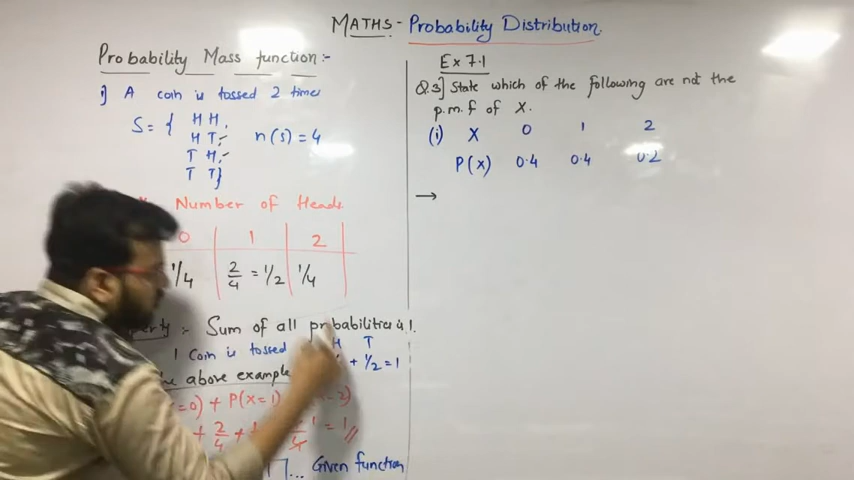 MATHS - Probability Distribution.
Probability Mass function :-
i) A coin is tossed 2 times
S = { H H,
H T,
T H,
T T}
n(s) = 4
Number of Heads
0 1 2
1/4 2/4 = 1/2 1/4
:- Sum of all probabilities is 1.
1 Coin is tossed H T
+ 1/2 = 1
above example
=0) + P(x=1)
+ 2/4 + = 1
... Given function
Ex 7.1
Q.3] State which of the following are not the
p.m.f of X.
(i) X 0 1 2
P(x) 0.4 0.4 0.2
→